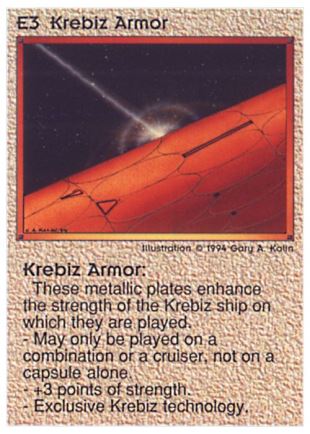 E3 Krebiz Armor
Illustration © 1994 Gary A. Kalin
Krebiz Armor:
These metallic plates enhance
the strength of the Krebiz ship on
which they are played.
- May only be played on a
combination or a cruiser, not on a
capsule alone.
- +3 points of strength.
- Exclusive Krebiz technology.